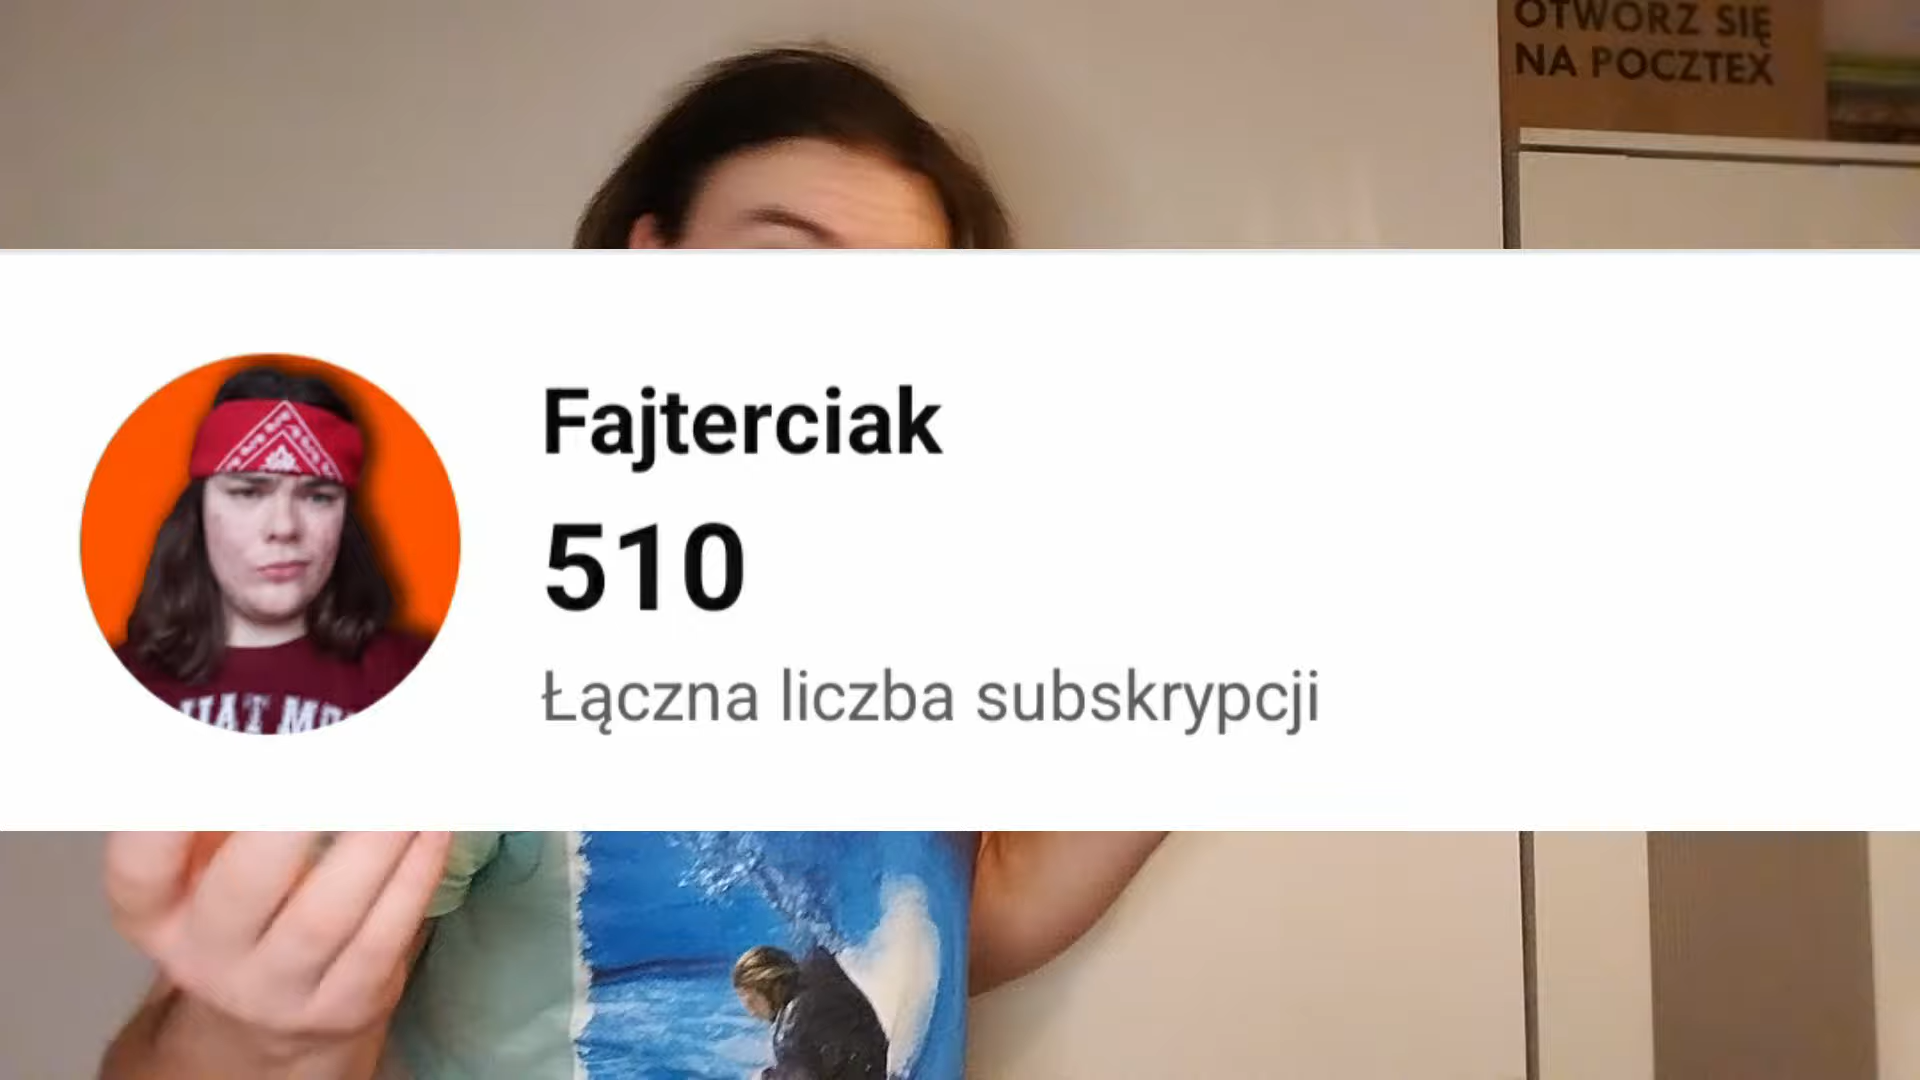 OTWÓRZ SIĘ
NA POCZTEX
Fajterciak
510
Łączna liczba subskrypcji